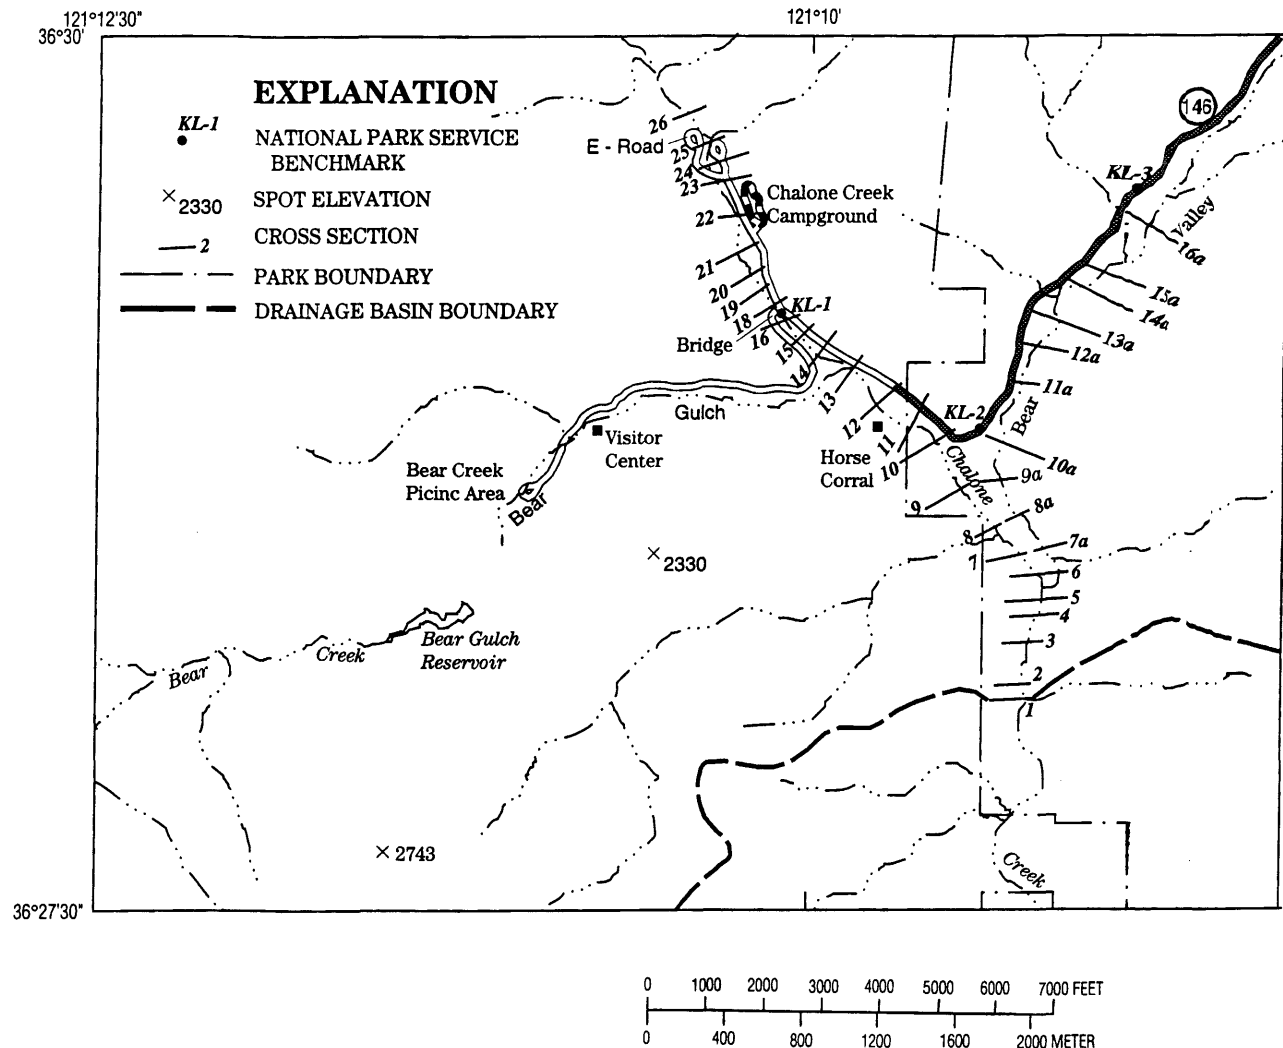 121°12'30"
121°10'
36°30'
EXPLANATION
KL-1
NATIONAL PARK SERVICE
BENCHMARK
2330
SPOT ELEVATION
2
CROSS SECTION
PARK BOUNDARY
DRAINAGE BASIN BOUNDARY
146
26
E - Road
25
24
23
22
Chalone Creek
Campground
21
20
19
18
KL-1
16
Bridge
15
14
13
12
11
10
KL-3
Valley
16a
15a
14a
13a
12a
11a
KL-2
Bear
10a
Gulch
Visitor
Center
Horse
Corral
Chalone
9
9a
8
8a
7
7a
Bear Creek
Picinc Area
Bear
2330
6
5
4
3
2
1
Bear Gulch
Reservoir
Creek
Bear
2743
Creek
36°27'30"
0 1000 2000 3000 4000 5000 6000 7000 FEET
0 400 800 1200 1600 2000 METER